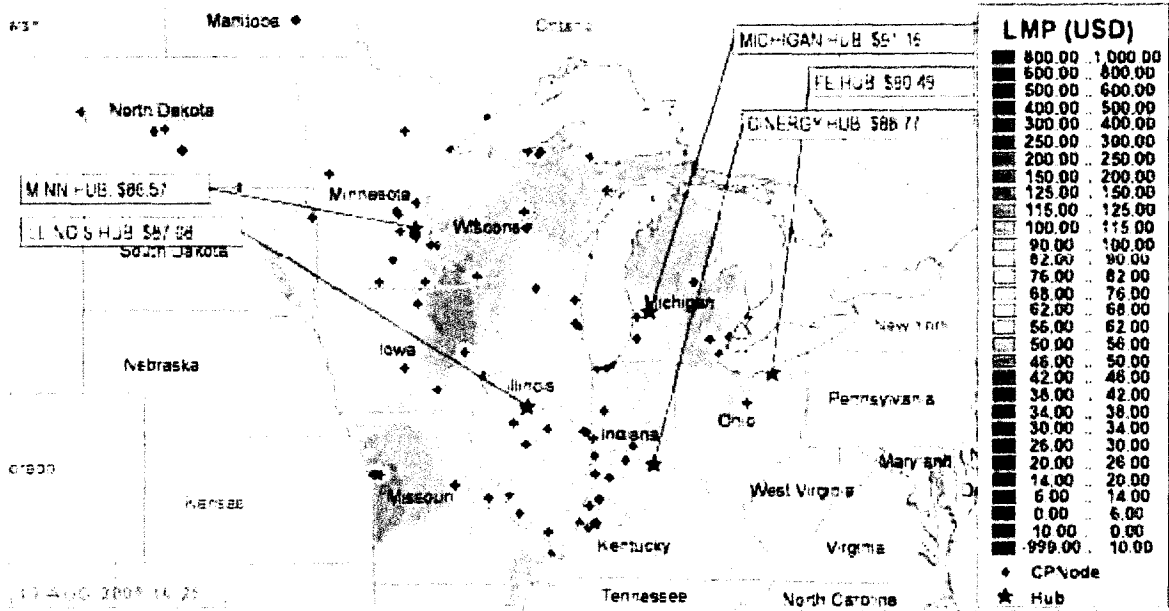 Manitoba
Ontario
MICHIGAN HUB: $91.16
FE HUB: $80.49
CINERGY HUB: $86.77
North Dakota
MINN HUB: $86.57
Minnesota
ILLINOIS HUB:
South Dakota
Michigan
New York
Iowa
Nebraska
Illinois
Pennsylvania
Ohio
Indiana
Maryland
Missouri
West Virginia
Kansas
Kentucky
Virginia
Tennessee
North Carolina
LMP (USD)
800.00 .. 1,000.00
600.00 .. 800.00
500.00 .. 600.00
400.00 .. 500.00
300.00 .. 400.00
250.00 .. 300.00
200.00 .. 250.00
150.00 .. 200.00
125.00 .. 150.00
115.00 .. 125.00
100.00 .. 115.00
90.00 .. 100.00
82.00 .. 90.00
76.00 .. 82.00
68.00 .. 76.00
62.00 .. 68.00
56.00 .. 62.00
50.00 .. 56.00
46.00 .. 50.00
42.00 .. 46.00
38.00 .. 42.00
34.00 .. 38.00
30.00 .. 34.00
26.00 .. 30.00
20.00 .. 26.00
14.00 .. 20.00
6.00 .. 14.00
0.00 .. 6.00
10.00 .. 0.00
-999.00 .. 10.00
CPNode
Hub